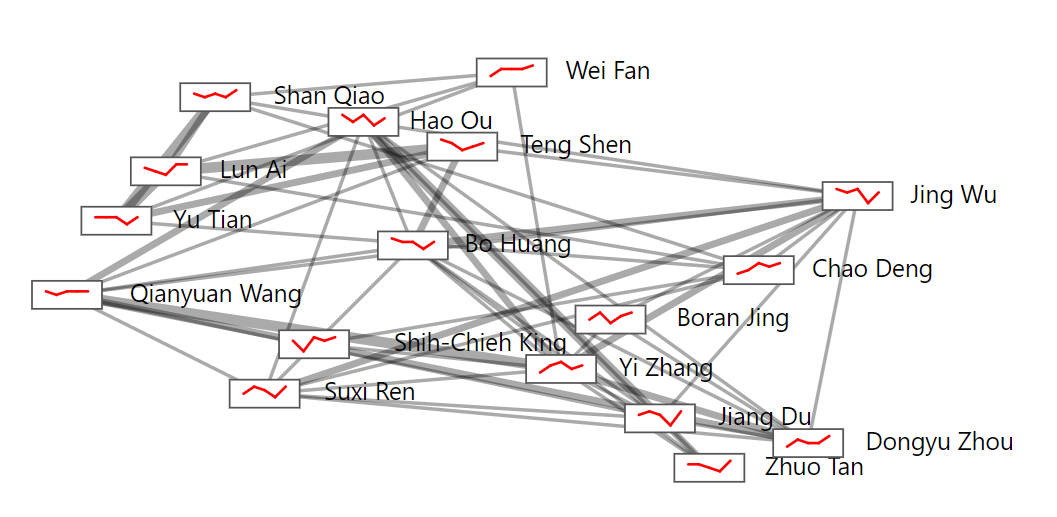 Wei Fan
Shan Qiao
Hao Ou
Teng Shen
Lun Ai
Jing Wu
Yu Tian
Bo Huang
Chao Deng
Qianyuan Wang
Boran Jing
Shih-Chieh King
Yi Zhang
Suxi Ren
Jiang Du
Dongyu Zhou
Zhuo Tan